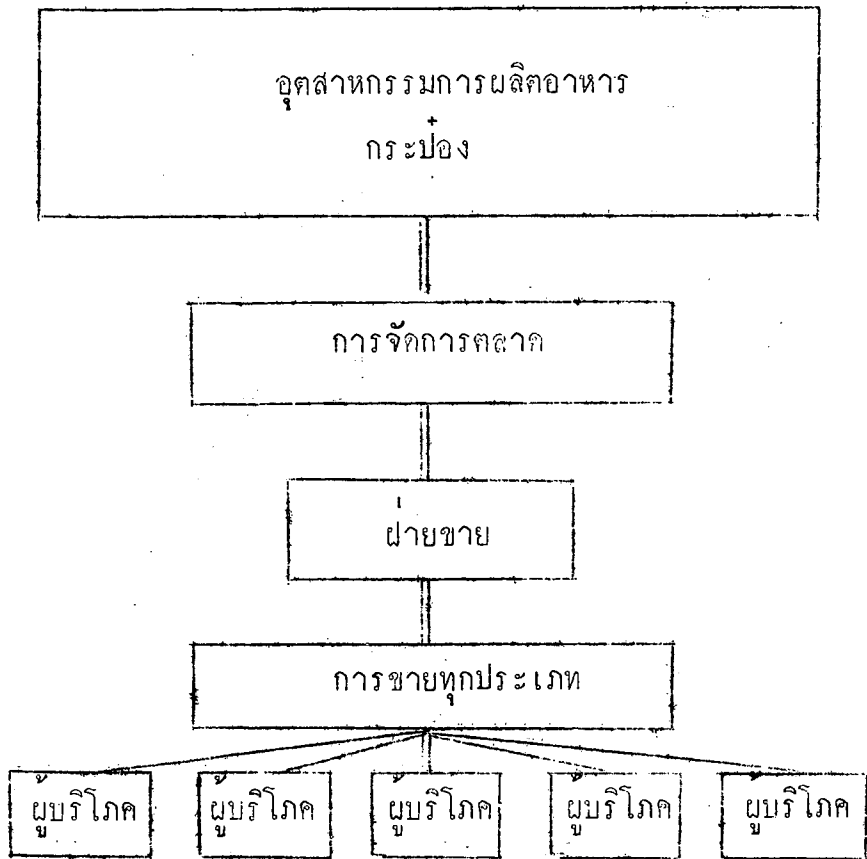 อุตสาหกรรมการผลิตอาหาร
กระป๋อง
การจัดการตลาด
ฝ่ายขาย
การขายทุกประเภท
ผู้บริโภค ผู้บริโภค ผู้บริโภค ผู้บริโภค ผู้บริโภค